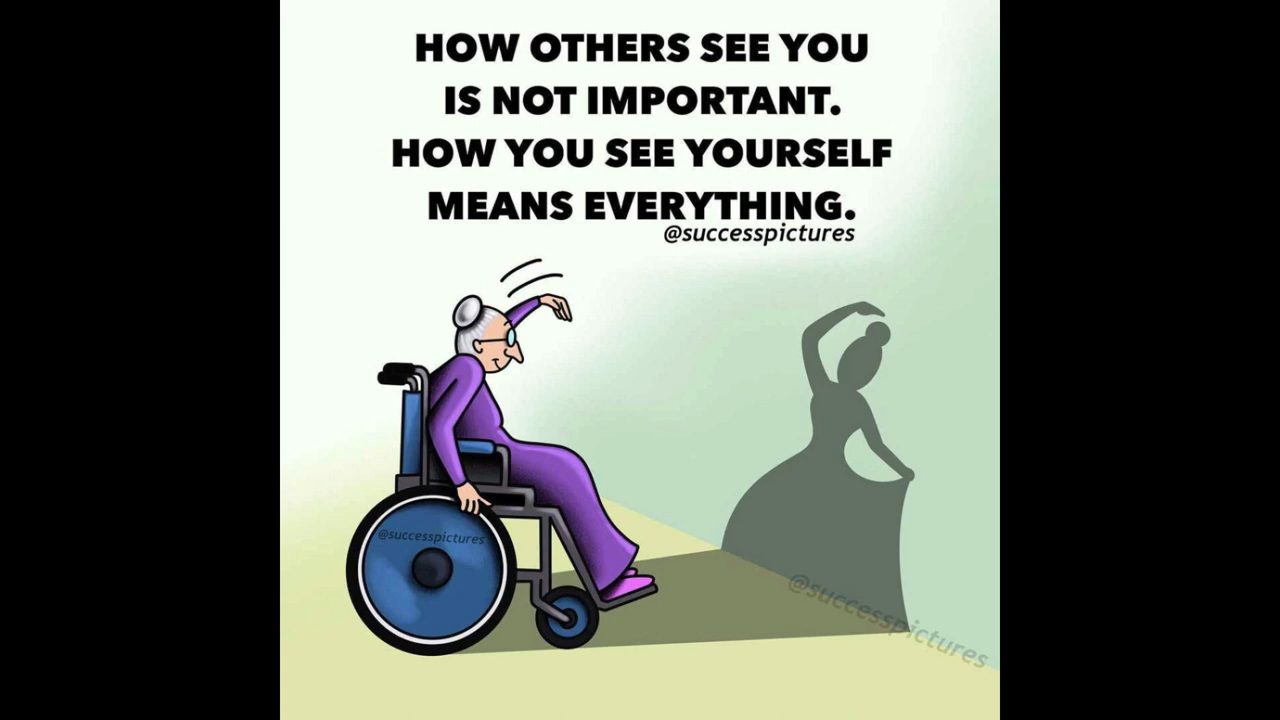 HOW OTHERS SEE YOU
IS NOT IMPORTANT.
HOW YOU SEE YOURSELF
MEANS EVERYTHING.
@successpictures
@successpictures
@successpictures